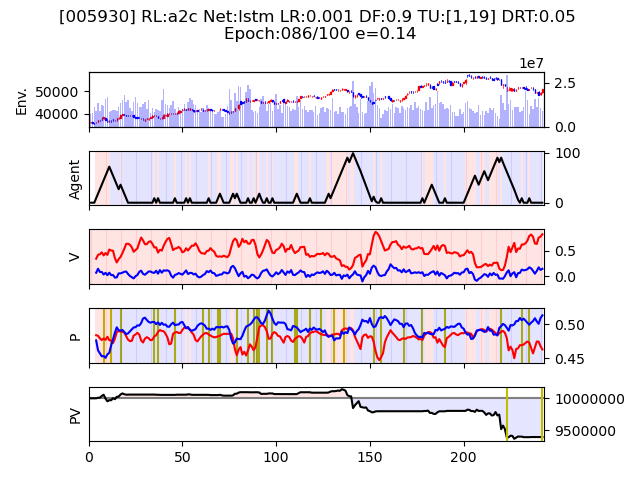 [005930] RL:a2c Net:lstm LR:0.001 DF:0.9 TU:[1,19] DRT:0.05
Epoch:086/100 e=0.14
1e7
Env.
50000
40000
2.5
0.0
Agent
100
0
V
0.5
0.0
P
0.50
0.45
PV
10000000
9500000
0 50 100 150 200